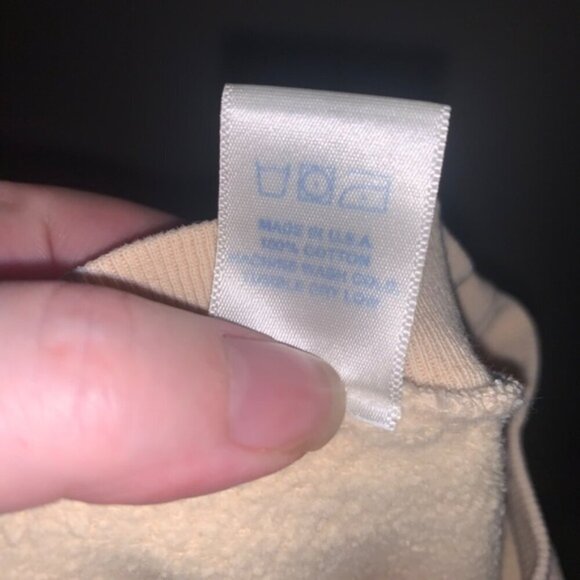 MADE IN U.S.A
100% COTTON
MACHINE WASH COLD
TUMBLE DRY LOW